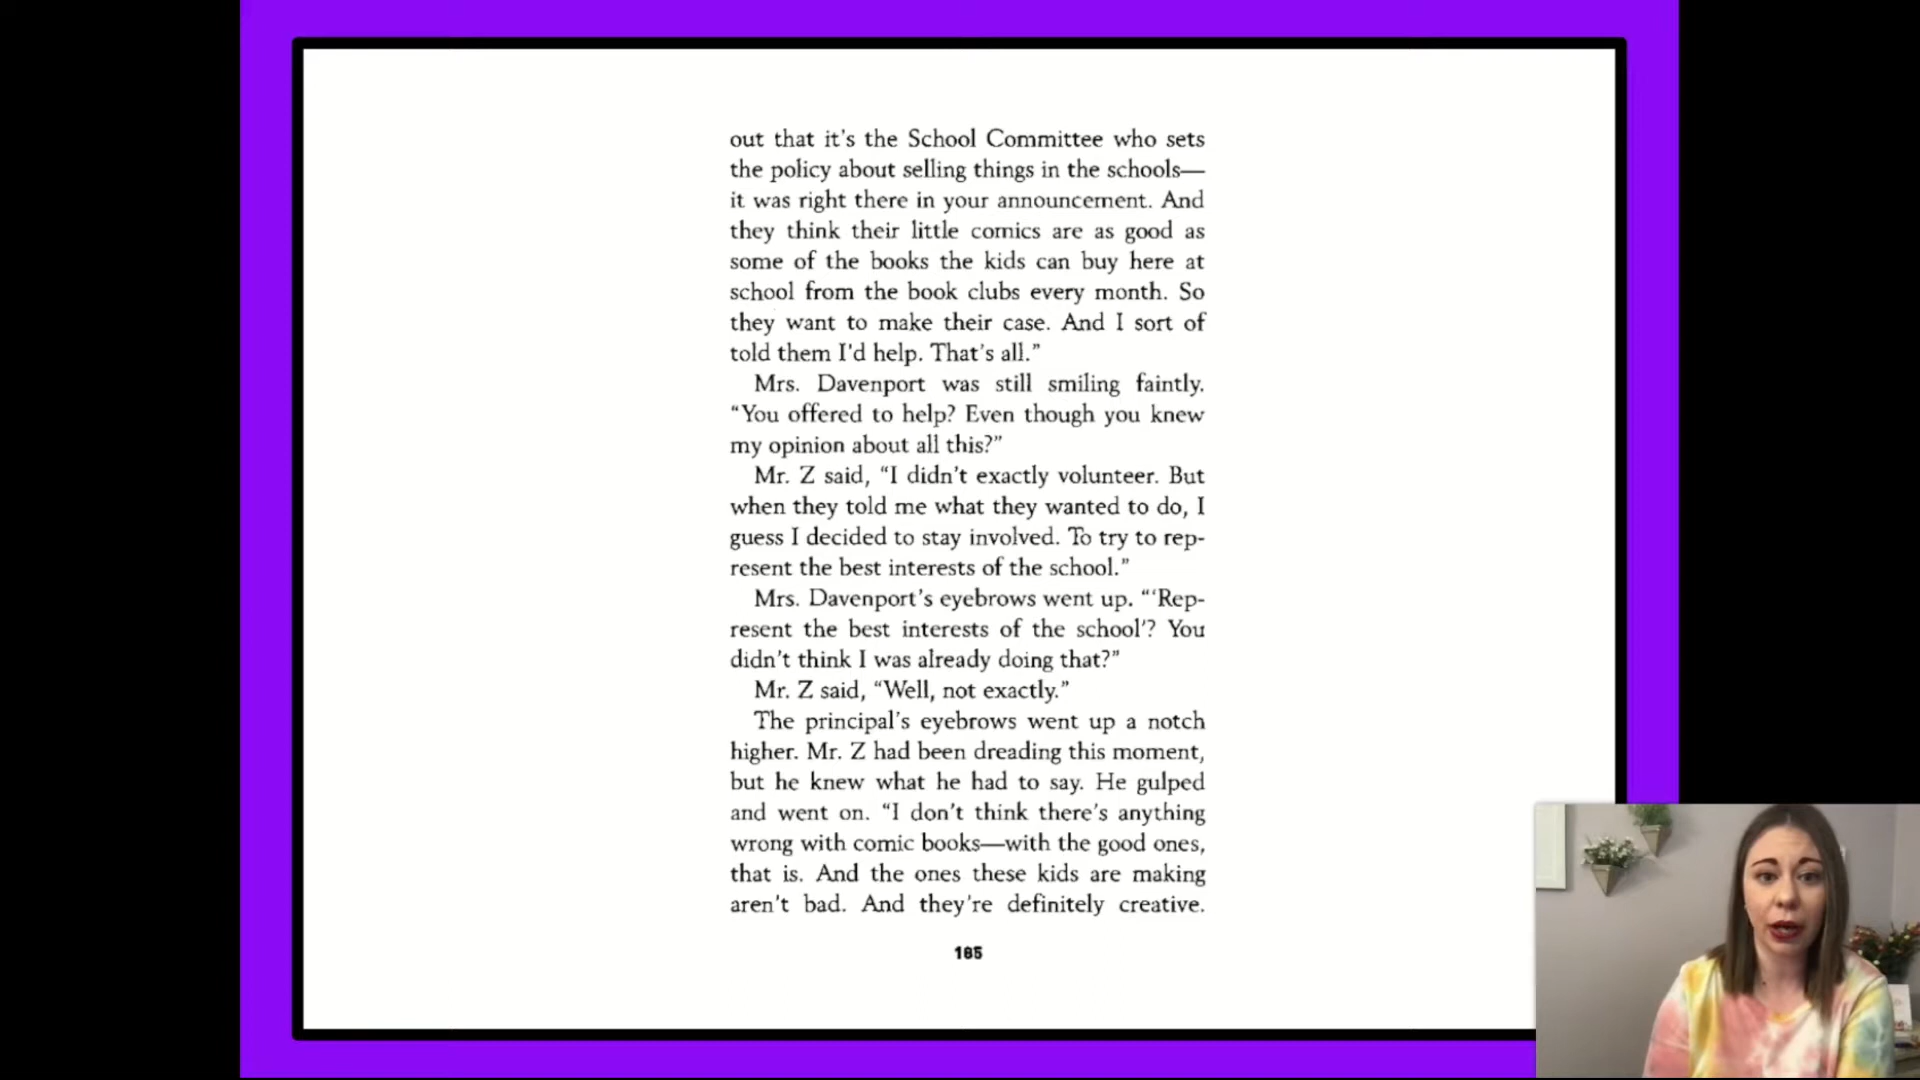 out that it's the School Committee who sets
the policy about selling things in the schools—
it was right there in your announcement. And
they think their little comics are as good as
some of the books the kids can buy here at
school from the book clubs every month. So
they want to make their case. And I sort of
told them I'd help. That's all.”
Mrs. Davenport was still smiling faintly.
“You offered to help? Even though you knew
my opinion about all this?”
Mr. Z said, “I didn't exactly volunteer. But
when they told me what they wanted to do, I
guess I decided to stay involved. To try to rep-
resent the best interests of the school.”
Mrs. Davenport's eyebrows went up. “‘Rep-
resent the best interests of the school’? You
didn't think I was already doing that?”
Mr. Z said, “Well, not exactly.”
The principal's eyebrows went up a notch
higher. Mr. Z had been dreading this moment,
but he knew what he had to say. He gulped
and went on. “I don't think there's anything
wrong with comic books—with the good ones,
that is. And the ones these kids are making
aren't bad. And they're definitely creative.
165